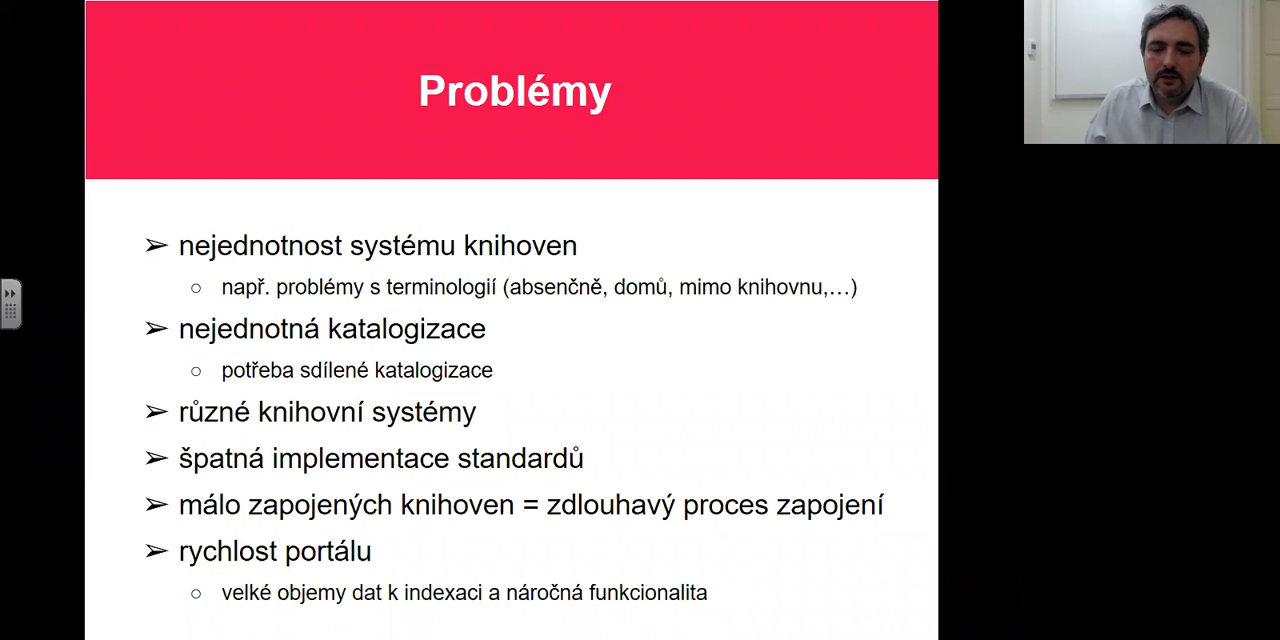 Problémy
➢ nejednotnost systému knihoven
○ např. problémy s terminologií (absenčně, domů, mimo knihovnu,…)
➢ nejednotná katalogizace
○ potřeba sdílené katalogizace
➢ různé knihovní systémy
➢ špatná implementace standardů
➢ málo zapojených knihoven = zdlouhavý proces zapojení
➢ rychlost portálu
○ velké objemy dat k indexaci a náročná funkcionalita